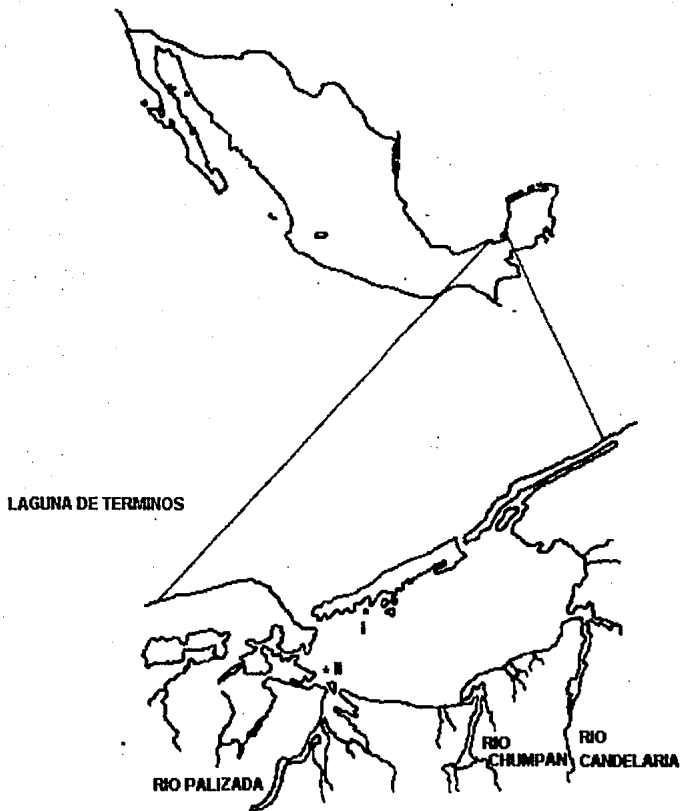 LAGUNA DE TERMINOS
I
* II
RIO PALIZADA
RIO
CHUMPAN
RIO
CANDELARIA